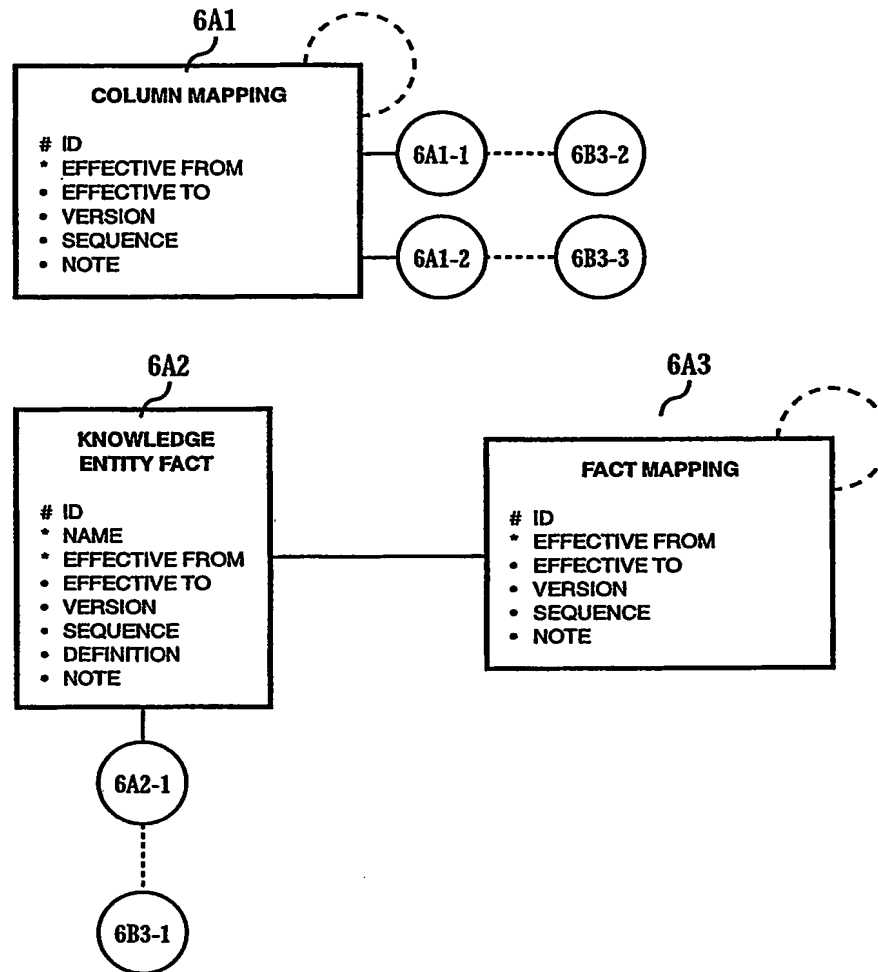 6A1
COLUMN MAPPING
# ID
* EFFECTIVE FROM
• EFFECTIVE TO
• VERSION
• SEQUENCE
• NOTE
6A1-1
6B3-2
6A1-2
6B3-3
6A2
KNOWLEDGE
ENTITY FACT
# ID
* NAME
* EFFECTIVE FROM
• EFFECTIVE TO
• VERSION
• SEQUENCE
• DEFINITION
• NOTE
6A3
FACT MAPPING
# ID
* EFFECTIVE FROM
• EFFECTIVE TO
• VERSION
• SEQUENCE
• NOTE
6A2-1
6B3-1